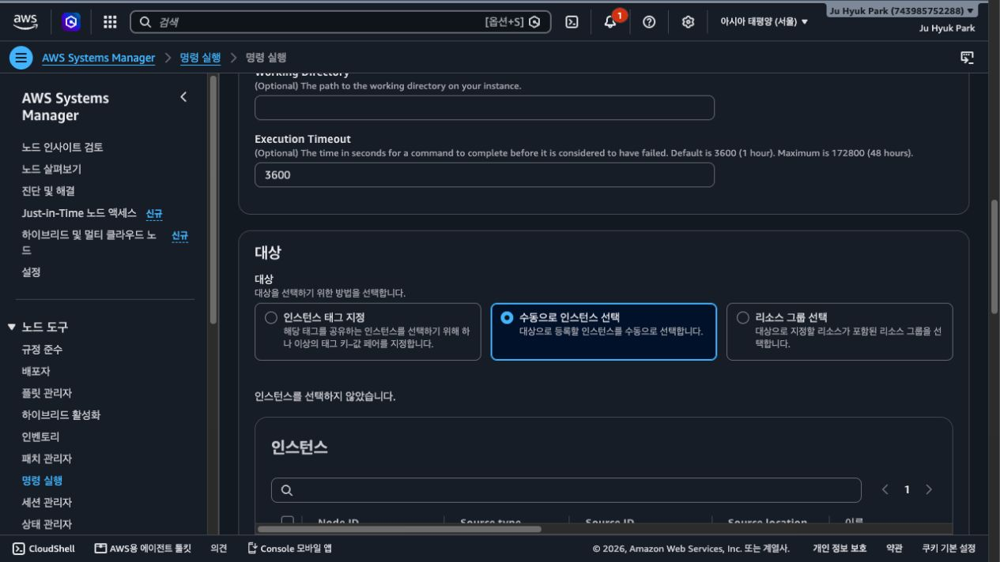 aws
검색
[옵션+S]
1
아시아 태평양 (서울) ▼
Ju Hyuk Park (743985752288) ▼
Ju Hyuk Park
AWS Systems Manager > 명령 실행 > 명령 실행
AWS Systems
Manager
노드 인사이트 검토
노드 살펴보기
진단 및 해결
Just-in-Time 노드 액세스 신규
하이브리드 및 멀티 클라우드 노 신규
드
설정
▼ 노드 도구
규정 준수
배포자
플릿 관리자
하이브리드 활성화
인벤토리
패치 관리자
명령 실행
세션 관리자
상태 관리자
Working Directory
(Optional) The path to the working directory on your instance.
Execution Timeout
(Optional) The time in seconds for a command to complete before it is considered to have failed. Default is 3600 (1 hour). Maximum is 172800 (48 hours).
3600
대상
대상
대상을 선택하기 위한 방법을 선택합니다.
인스턴스 태그 지정
해당 태그를 공유하는 인스턴스를 선택하기 위해 하
나 이상의 태그 키-값 페어를 지정합니다.
수동으로 인스턴스 선택
대상으로 등록할 인스턴스를 수동으로 선택합니다.
리소스 그룹 선택
대상으로 지정할 리소스가 포함된 리소스 그룹을 선
택합니다.
인스턴스를 선택하지 않았습니다.
인스턴스
1
Node ID Source type Source ID Source location 이름
CloudShell AWS용 에이전트 툴킷 의견 Console 모바일 앱
© 2026, Amazon Web Services, Inc. 또는 계열사. 개인 정보 보호 약관 쿠키 기본 설정